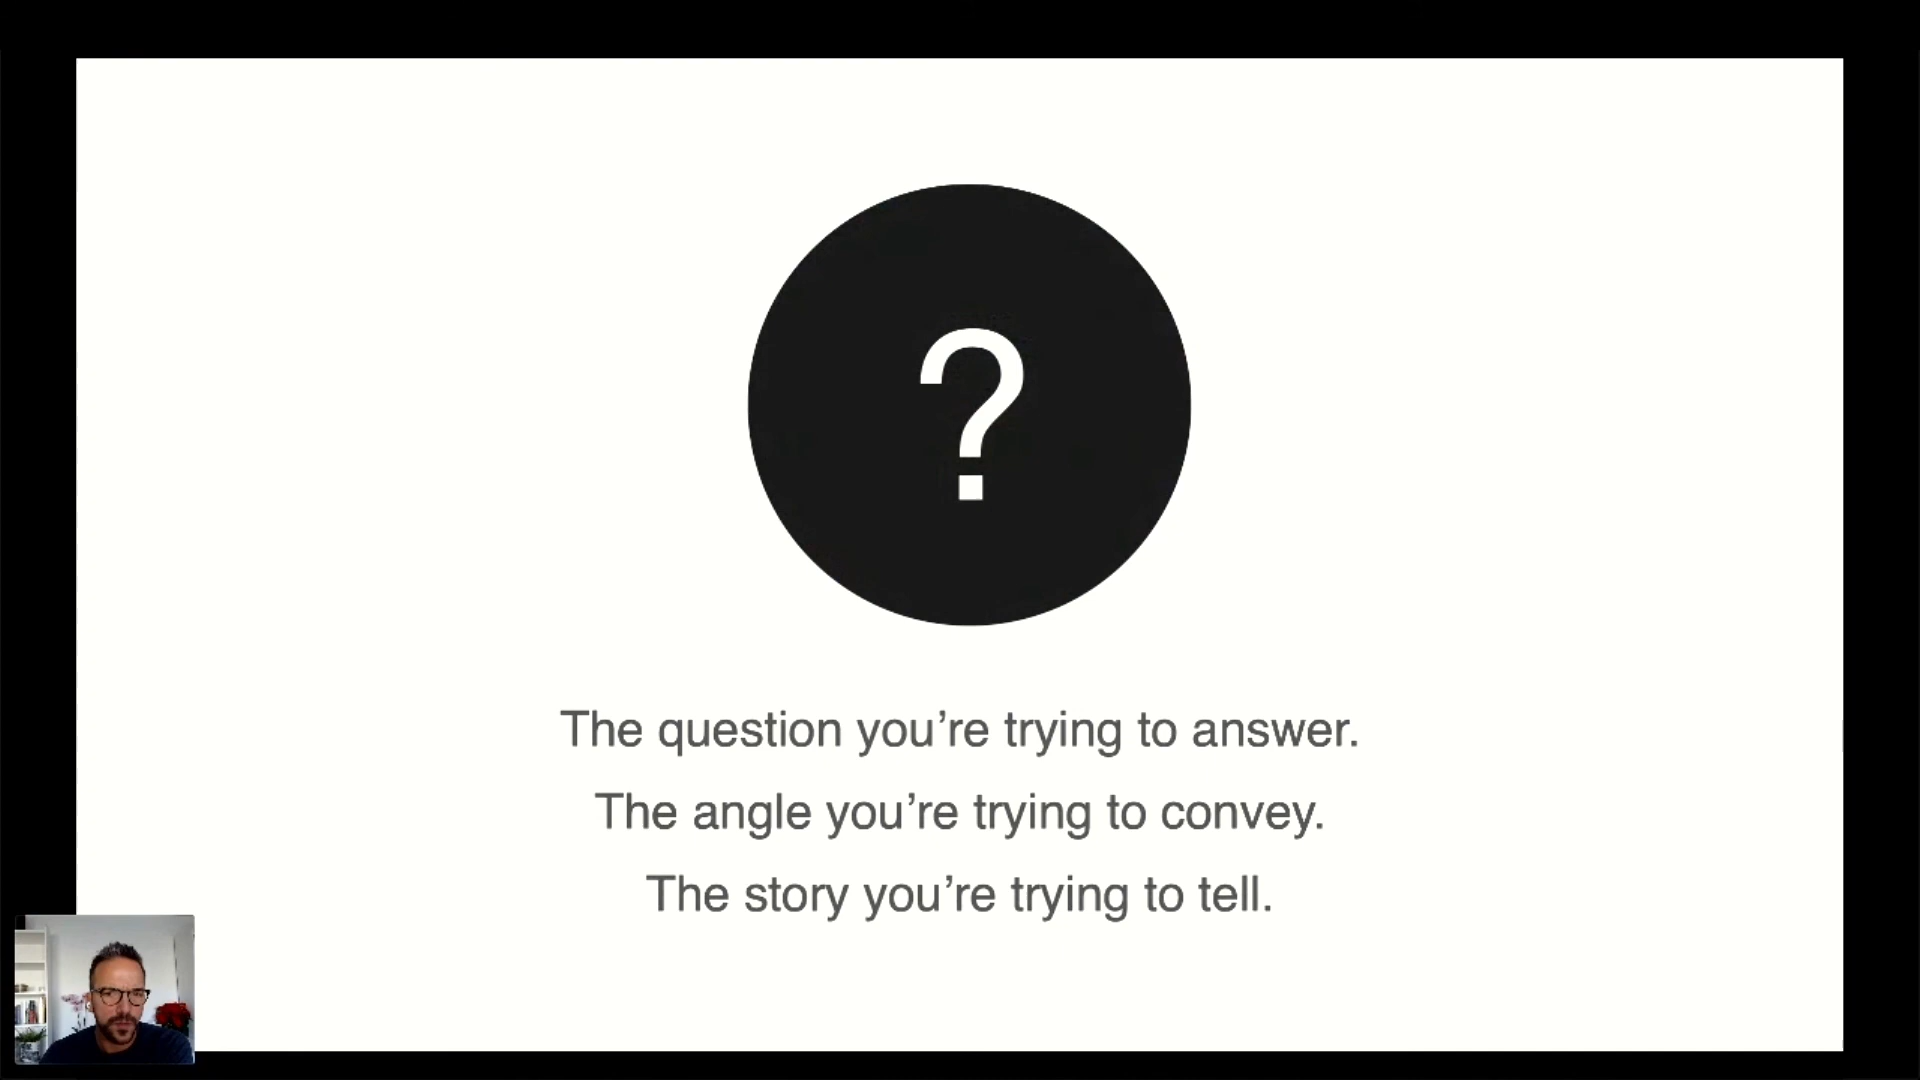 ?
The question you’re trying to answer.
The angle you’re trying to convey.
The story you’re trying to tell.